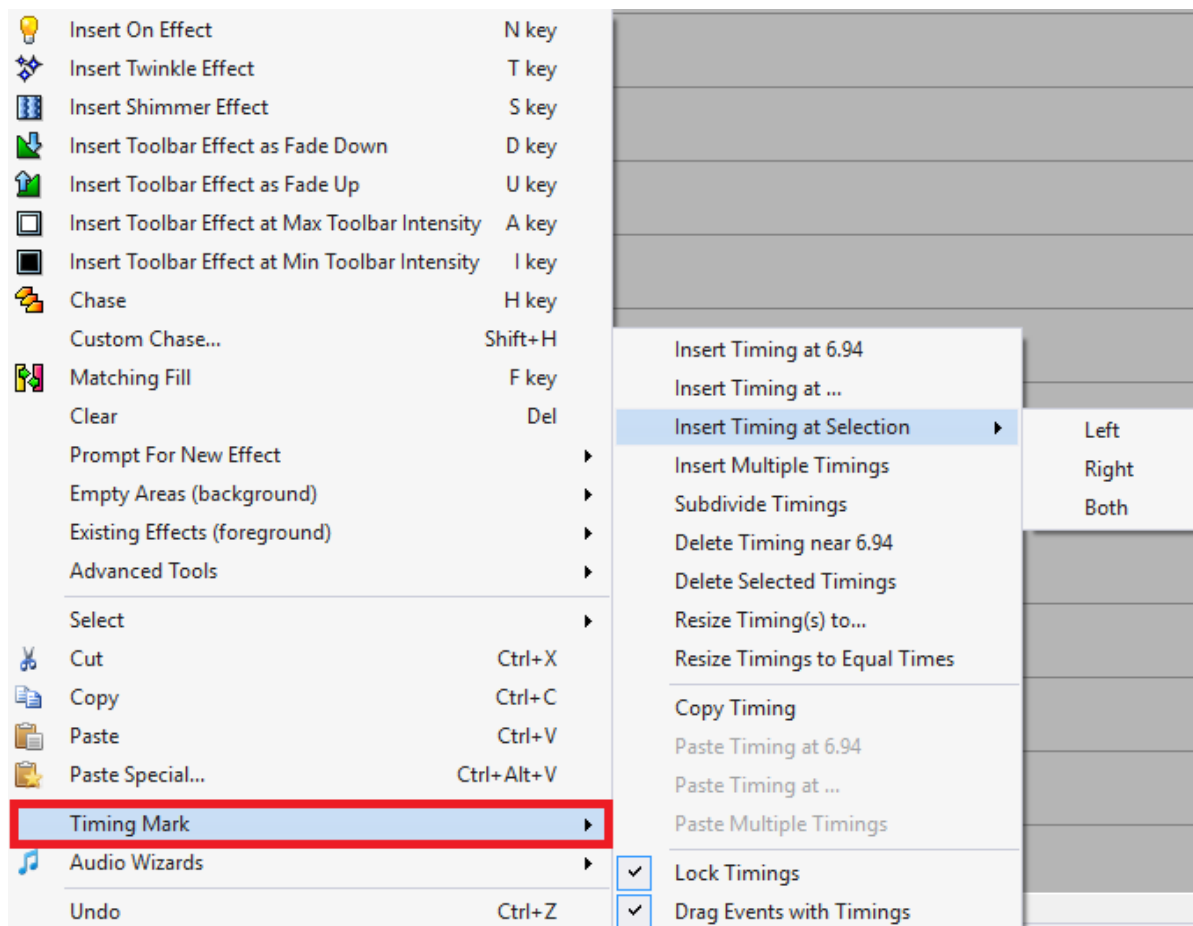 Insert On Effect N key
Insert Twinkle Effect T key
Insert Shimmer Effect S key
Insert Toolbar Effect as Fade Down D key
Insert Toolbar Effect as Fade Up U key
Insert Toolbar Effect at Max Toolbar Intensity A key
Insert Toolbar Effect at Min Toolbar Intensity I key
Chase H key
Custom Chase... Shift+H
Matching Fill F key
Clear Del
Prompt For New Effect
Empty Areas (background)
Existing Effects (foreground)
Advanced Tools
Select
Cut Ctrl+X
Copy Ctrl+C
Paste Ctrl+V
Paste Special... Ctrl+Alt+V
Timing Mark
Audio Wizards
Undo Ctrl+Z
Insert Timing at 6.94
Insert Timing at ...
Insert Timing at Selection
Insert Multiple Timings
Subdivide Timings
Delete Timing near 6.94
Delete Selected Timings
Resize Timing(s) to...
Resize Timings to Equal Times
Copy Timing
Paste Timing at 6.94
Paste Timing at ...
Paste Multiple Timings
Lock Timings
Drag Events with Timings
Left
Right
Both